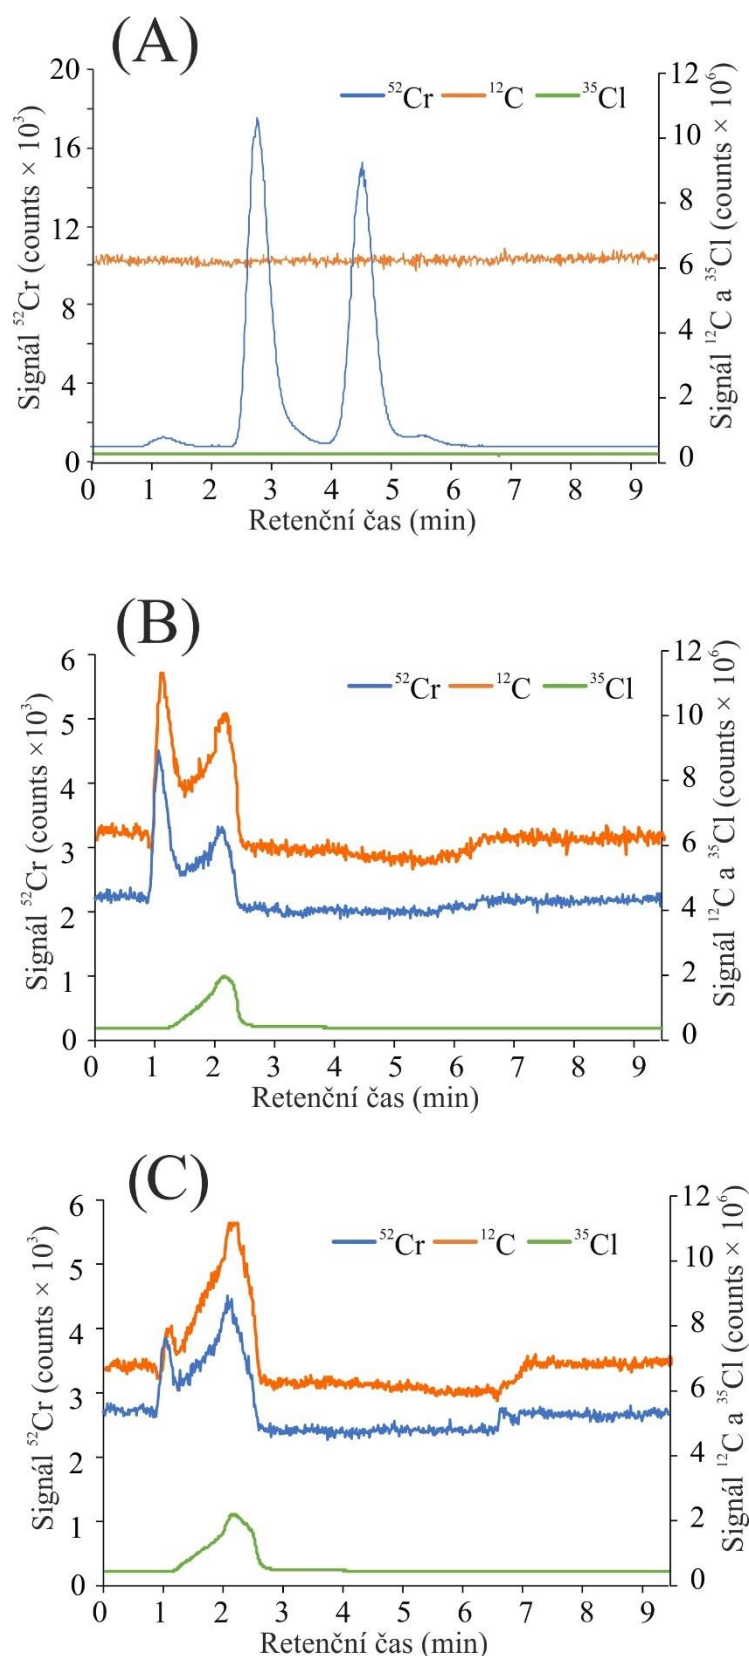 (A)
⁵²Cr ¹²C ³⁵Cl
Signál ⁵²Cr (counts × 10³)
20
16
12
10
8
4
0
Signál ¹²C a ³⁵Cl (counts × 10⁶)
12
10
8
6
4
2
0
0 1 2 3 4 5 6 7 8 9
Retenční čas (min)
(B)
⁵²Cr ¹²C ³⁵Cl
Signál ⁵²Cr (counts ×10³)
6
5
4
3
2
1
0
Signál ¹²C a ³⁵Cl (counts × 10⁶)
12
10
8
6
4
2
0
0 1 2 3 4 5 6 7 8 9
Retenční čas (min)
(C)
⁵²Cr ¹²C ³⁵Cl
Signál ⁵²Cr (counts × 10³)
6
5
4
3
2
1
0
Signál ¹²C a ³⁵Cl (counts × 10⁶)
12
10
8
6
4
2
0
0 1 2 3 4 5 6 7 8 9
Retenční čas (min)